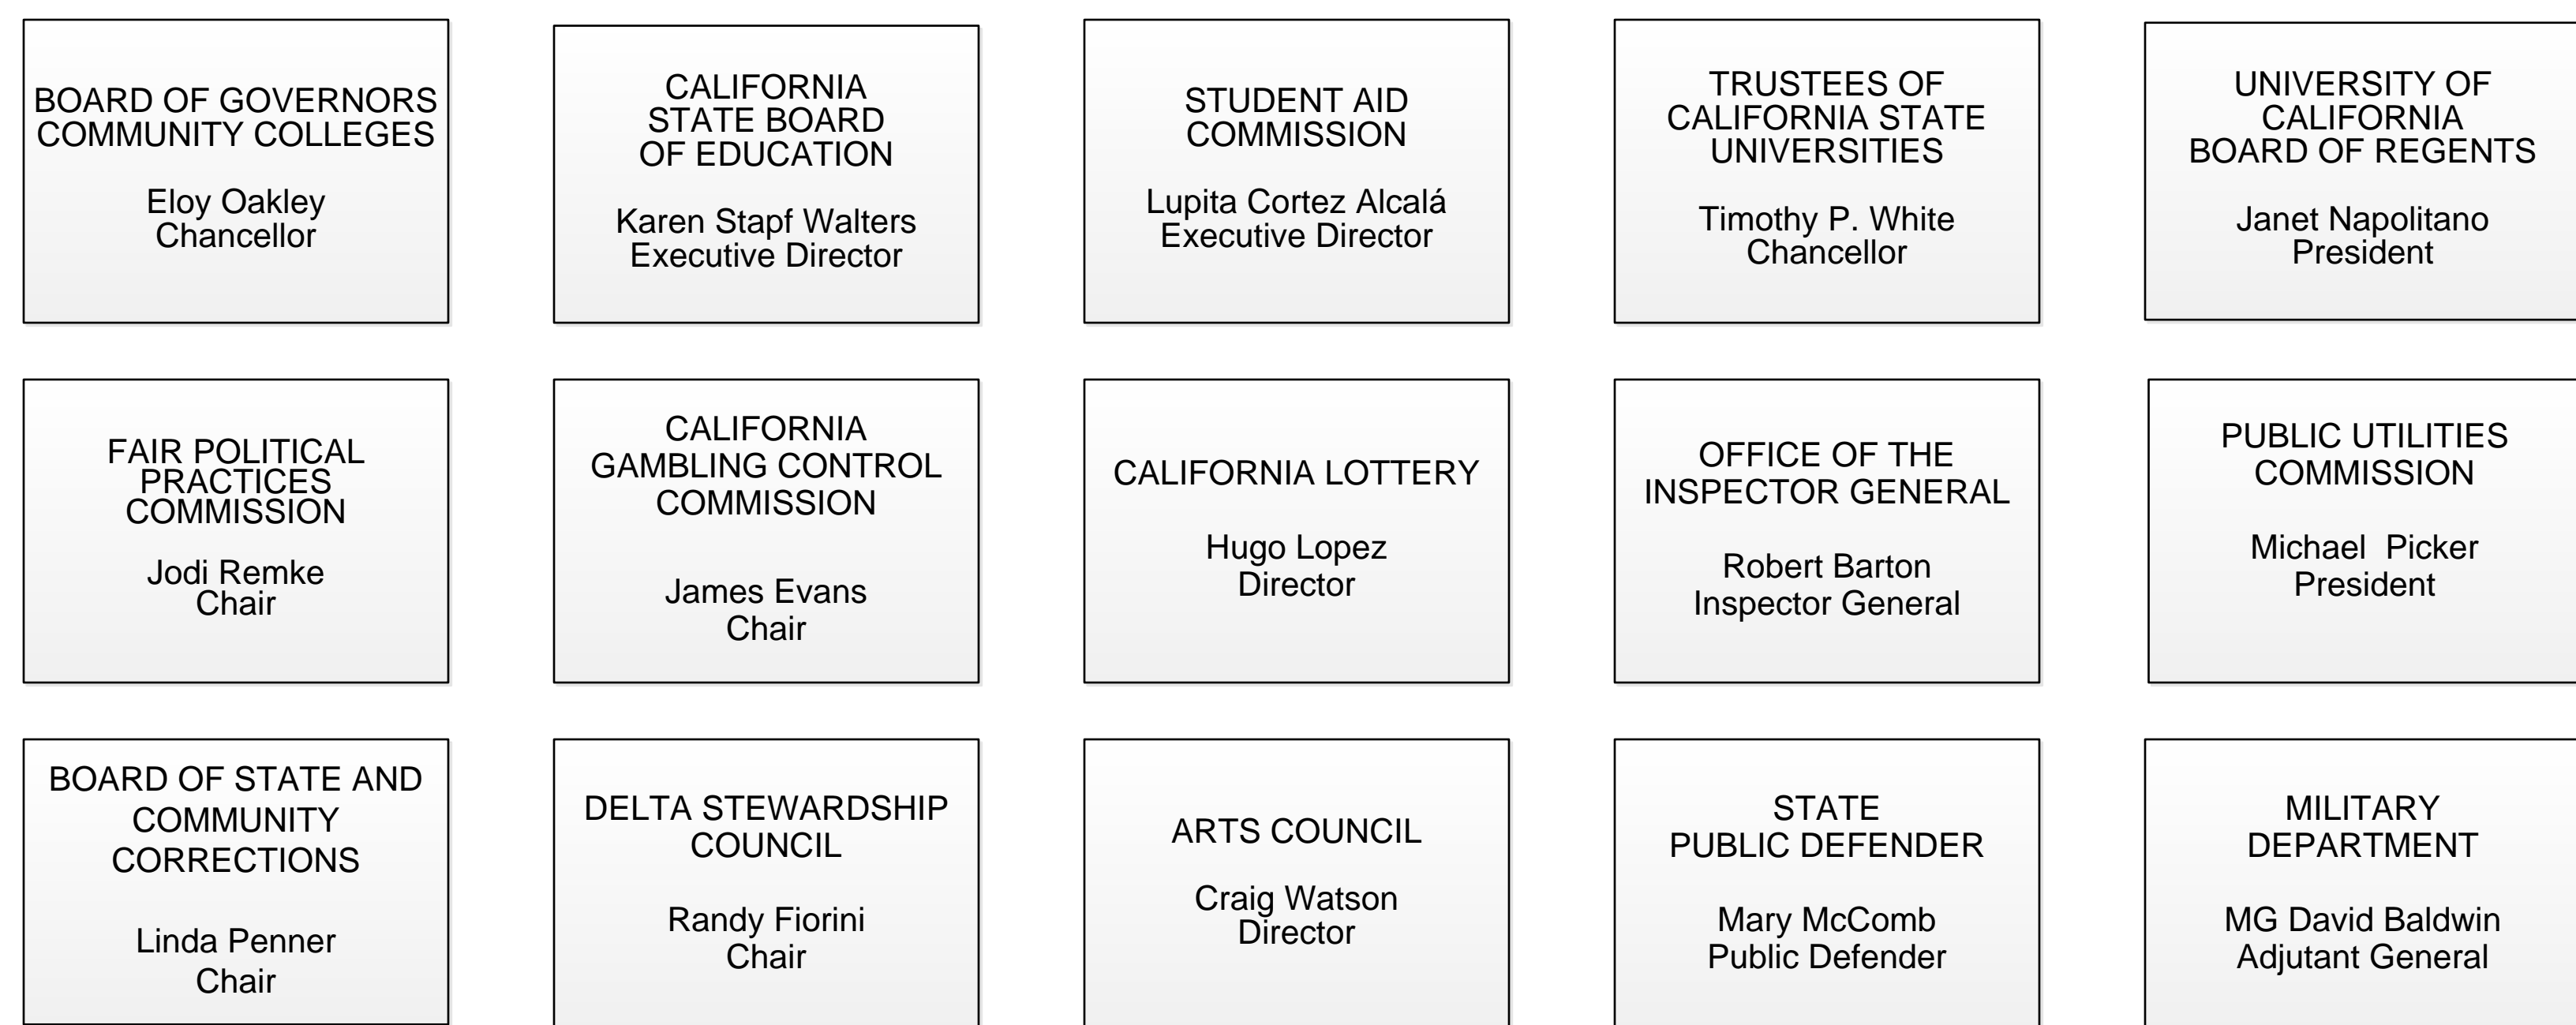 BOARD OF GOVERNORS
COMMUNITY COLLEGES
Eloy Oakley
Chancellor
CALIFORNIA
STATE BOARD
OF EDUCATION
Karen Stapf Walters
Executive Director
STUDENT AID
COMMISSION
Lupita Cortez Alcalá
Executive Director
TRUSTEES OF
CALIFORNIA STATE
UNIVERSITIES
Timothy P. White
Chancellor
UNIVERSITY OF
CALIFORNIA
BOARD OF REGENTS
Janet Napolitano
President
FAIR POLITICAL
PRACTICES
COMMISSION
Jodi Remke
Chair
CALIFORNIA
GAMBLING CONTROL
COMMISSION
James Evans
Chair
CALIFORNIA LOTTERY
Hugo Lopez
Director
OFFICE OF THE
INSPECTOR GENERAL
Robert Barton
Inspector General
PUBLIC UTILITIES
COMMISSION
Michael  Picker
President
BOARD OF STATE AND
COMMUNITY
CORRECTIONS
Linda Penner
Chair
DELTA STEWARDSHIP
COUNCIL
Randy Fiorini
Chair
ARTS COUNCIL
Craig Watson
Director
STATE
PUBLIC DEFENDER
Mary McComb
Public Defender
MILITARY
DEPARTMENT
MG David Baldwin
Adjutant General